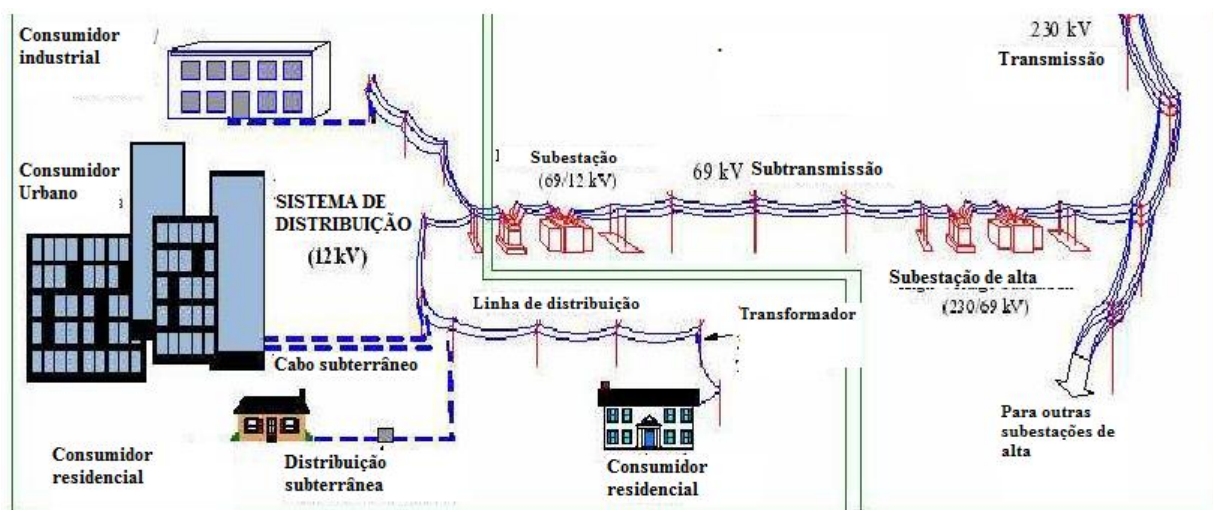 Consumidor
industrial
230 kV
Transmissão
Subestação
(69/12 kV)
69 kV Subtransmissão
Consumidor
Urbano
SISTEMA DE
DISTRIBUIÇÃO
(12kV)
Subestação de alta
(230/69 kV)
Linha de distribuição
Transformador
Cabo subterrâneo
Para outras
subestações de
alta
Consumidor
residencial
Distribuição
subterrânea
Consumidor
residencial